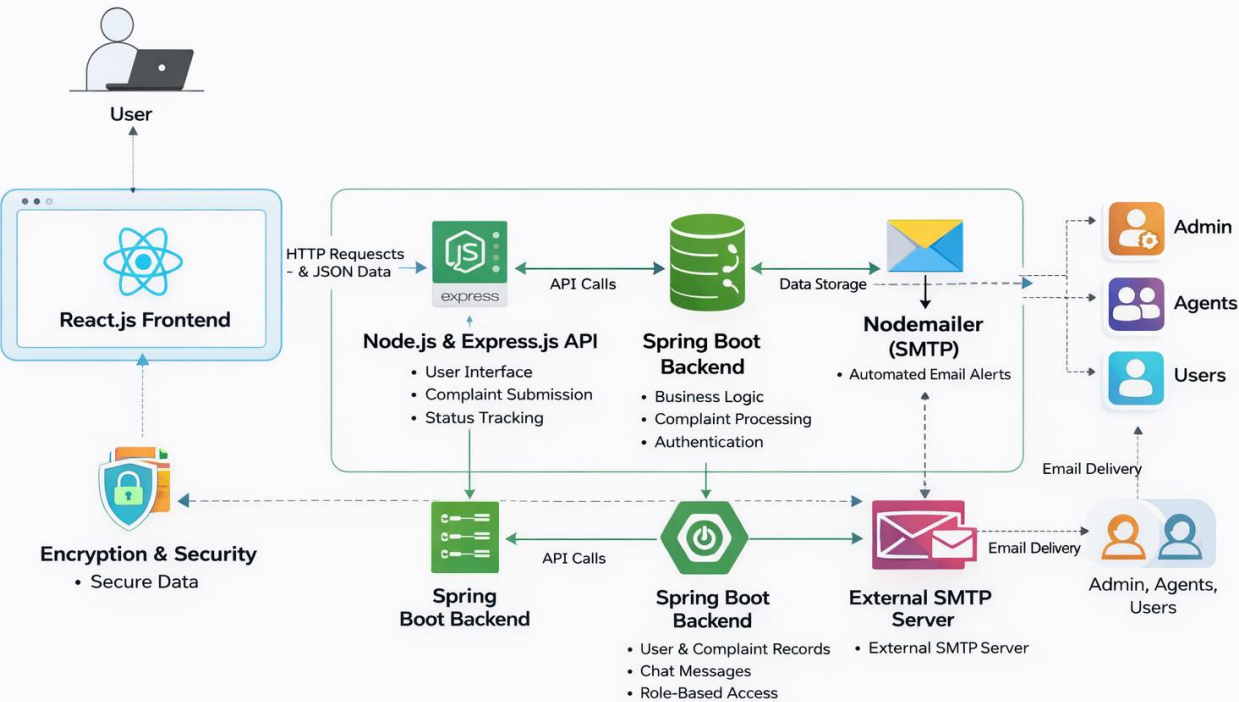 User
React.js Frontend
HTTP Requescts
- & JSON Data
JS
express
API Calls
Data Storage
Node.js & Express.js API
• User Interface
• Complaint Submission
• Status Tracking
Spring Boot
Backend
• Business Logic
• Complaint Processing
• Authentication
Nodemailer
(SMTP)
• Automated Email Alerts
Admin
Agents
Users
Email Delivery
Encryption & Security
• Secure Data
API Calls
Spring
Boot Backend
Spring Boot
Backend
• User & Complaint Records
• Chat Messages
• Role-Based Access
External SMTP
Server
• External SMTP Server
Email Delivery
Admin, Agents,
Users